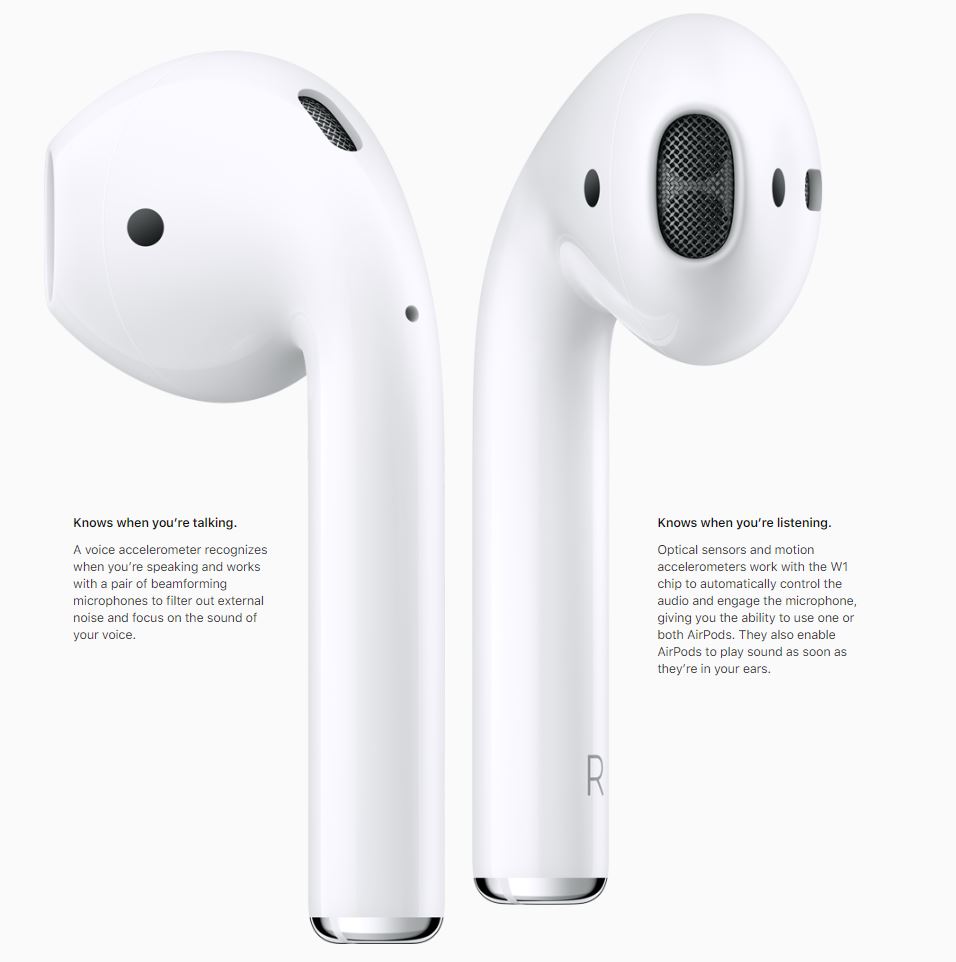 Knows when you're talking.
A voice accelerometer recognizes
when you're speaking and works
with a pair of beamforming
microphones to filter out external
noise and focus on the sound of
your voice.
Knows when you're listening.
Optical sensors and motion
accelerometers work with the W1
chip to automatically control the
audio and engage the microphone,
giving you the ability to use one or
both AirPods. They also enable
AirPods to play sound as soon as
they're in your ears.
R